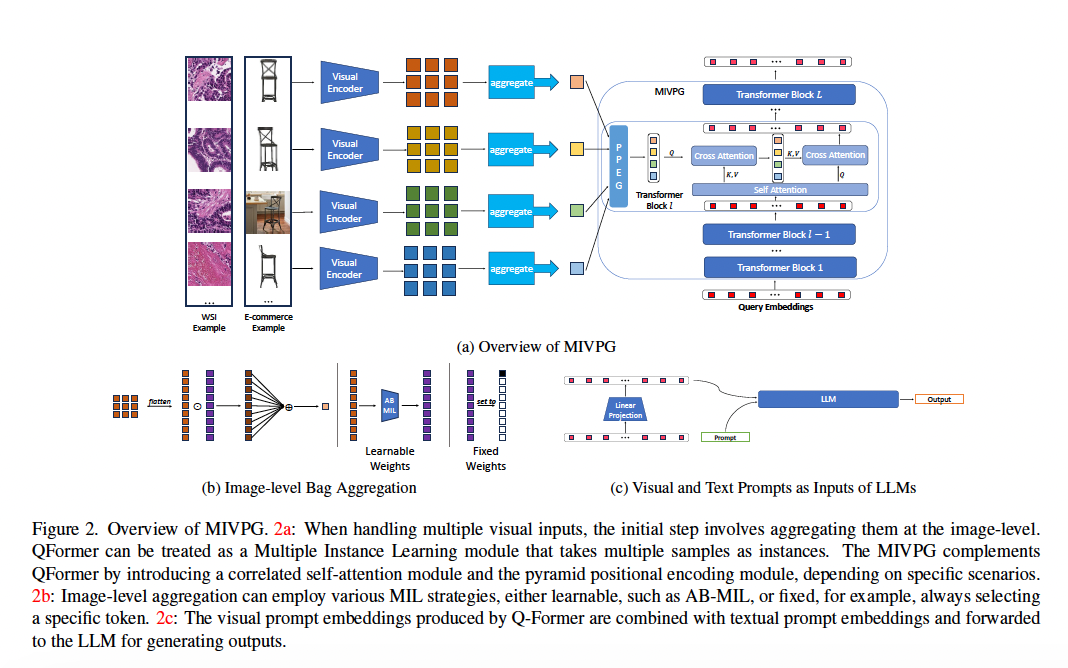 Visual
Encoder
aggregate
Visual
Encoder
aggregate
Visual
Encoder
aggregate
Visual
Encoder
aggregate
...
WSI
Example
...
E-commerce
Example
MIVPG
Transformer Block L
...
...
P
P
E
G
Q
Cross Attention
K,V
Cross Attention
K,V
Q
Self Attention
Transformer
Block l
...
Transformer Block l − 1
...
Transformer Block 1
...
Query Embeddings
(a) Overview of MIVPG
flatten
AB
MIL
Learnable
Weights
set to
Fixed
Weights
(b) Image-level Bag Aggregation
...
Linear
Projection
...
Prompt
LLM
Output
(c) Visual and Text Prompts as Inputs of LLMs
Figure 2. Overview of MIVPG. 2a: When handling multiple visual inputs, the initial step involves aggregating them at the image-level.
QFormer can be treated as a Multiple Instance Learning module that takes multiple samples as instances. The MIVPG complements
QFormer by introducing a correlated self-attention module and the pyramid positional encoding module, depending on specific scenarios.
2b: Image-level aggregation can employ various MIL strategies, either learnable, such as AB-MIL, or fixed, for example, always selecting
a specific token. 2c: The visual prompt embeddings produced by Q-Former are combined with textual prompt embeddings and forwarded
to the LLM for generating outputs.